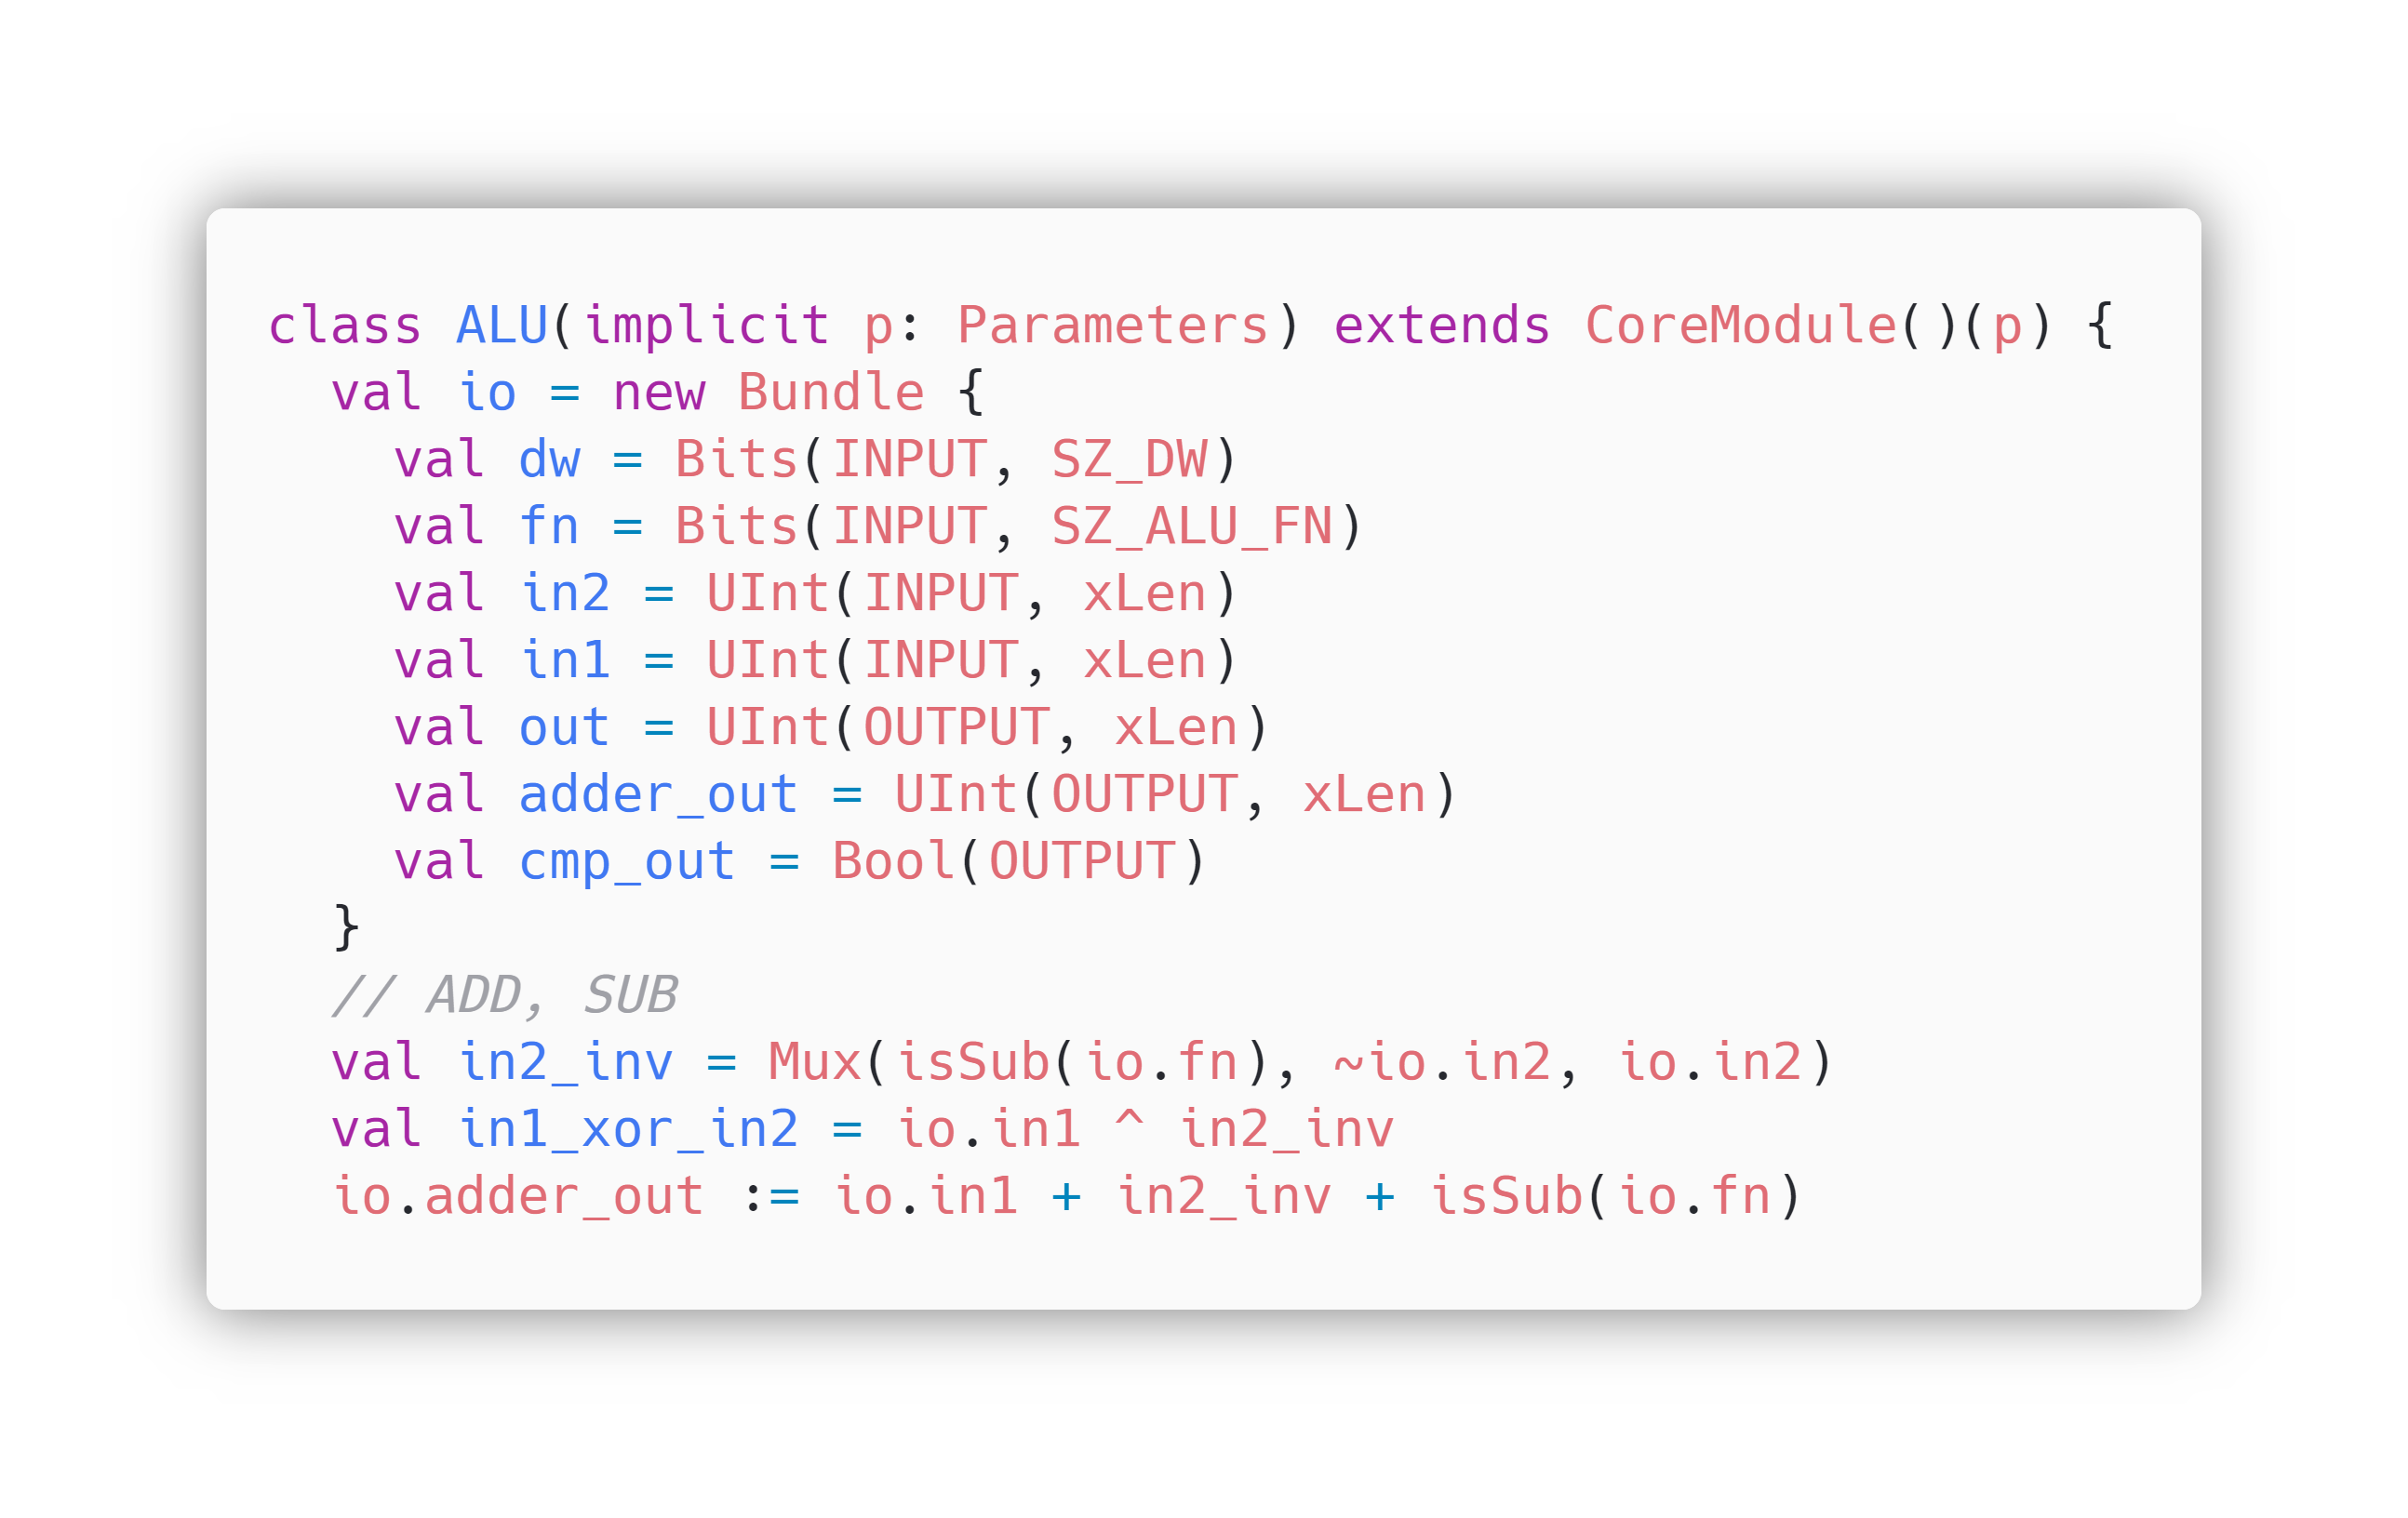 class ALU(implicit p: Parameters) extends CoreModule()(p) {
  val io = new Bundle {
    val dw = Bits(INPUT, SZ_DW)
    val fn = Bits(INPUT, SZ_ALU_FN)
    val in2 = UInt(INPUT, xLen)
    val in1 = UInt(INPUT, xLen)
    val out = UInt(OUTPUT, xLen)
    val adder_out = UInt(OUTPUT, xLen)
    val cmp_out = Bool(OUTPUT)
  }
  // ADD, SUB
  val in2_inv = Mux(isSub(io.fn), ~io.in2, io.in2)
  val in1_xor_in2 = io.in1 ^ in2_inv
  io.adder_out := io.in1 + in2_inv + isSub(io.fn)